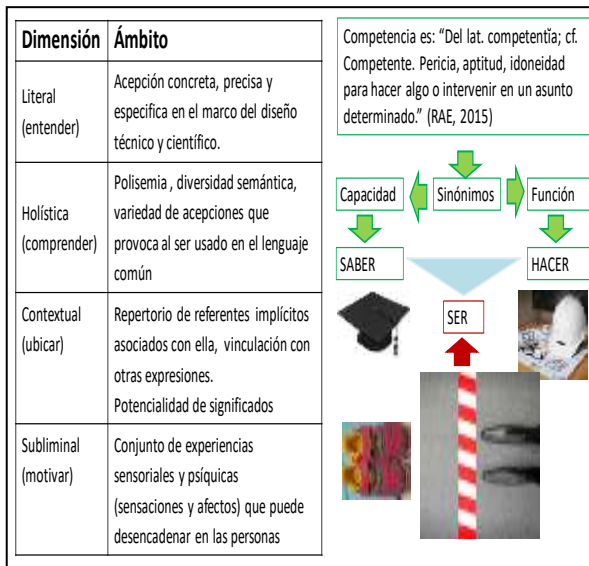 Dimensión Ámbito
Literal
(entender)
Acepción concreta, precisa y
especifica en el marco del diseño
técnico y científico.
Holística
(comprender)
Polisemia , diversidad semántica,
variedad de acepciones que
provoca al ser usado en el lenguaje
común
Contextual
(ubicar)
Repertorio de referentes implícitos
asociados con ella, vinculación con
otras expresiones.
Potencialidad de significados
Subliminal
(motivar)
Conjunto de experiencias
sensoriales y psíquicas
(sensaciones y afectos) que puede
desencadenar en las personas
Competencia es: “Del lat. competentĭa; cf.
Competente. Pericia, aptitud, idoneidad
para hacer algo o intervenir en un asunto
determinado.” (RAE, 2015)
Capacidad Sinónimos Función
SABER HACER
SER